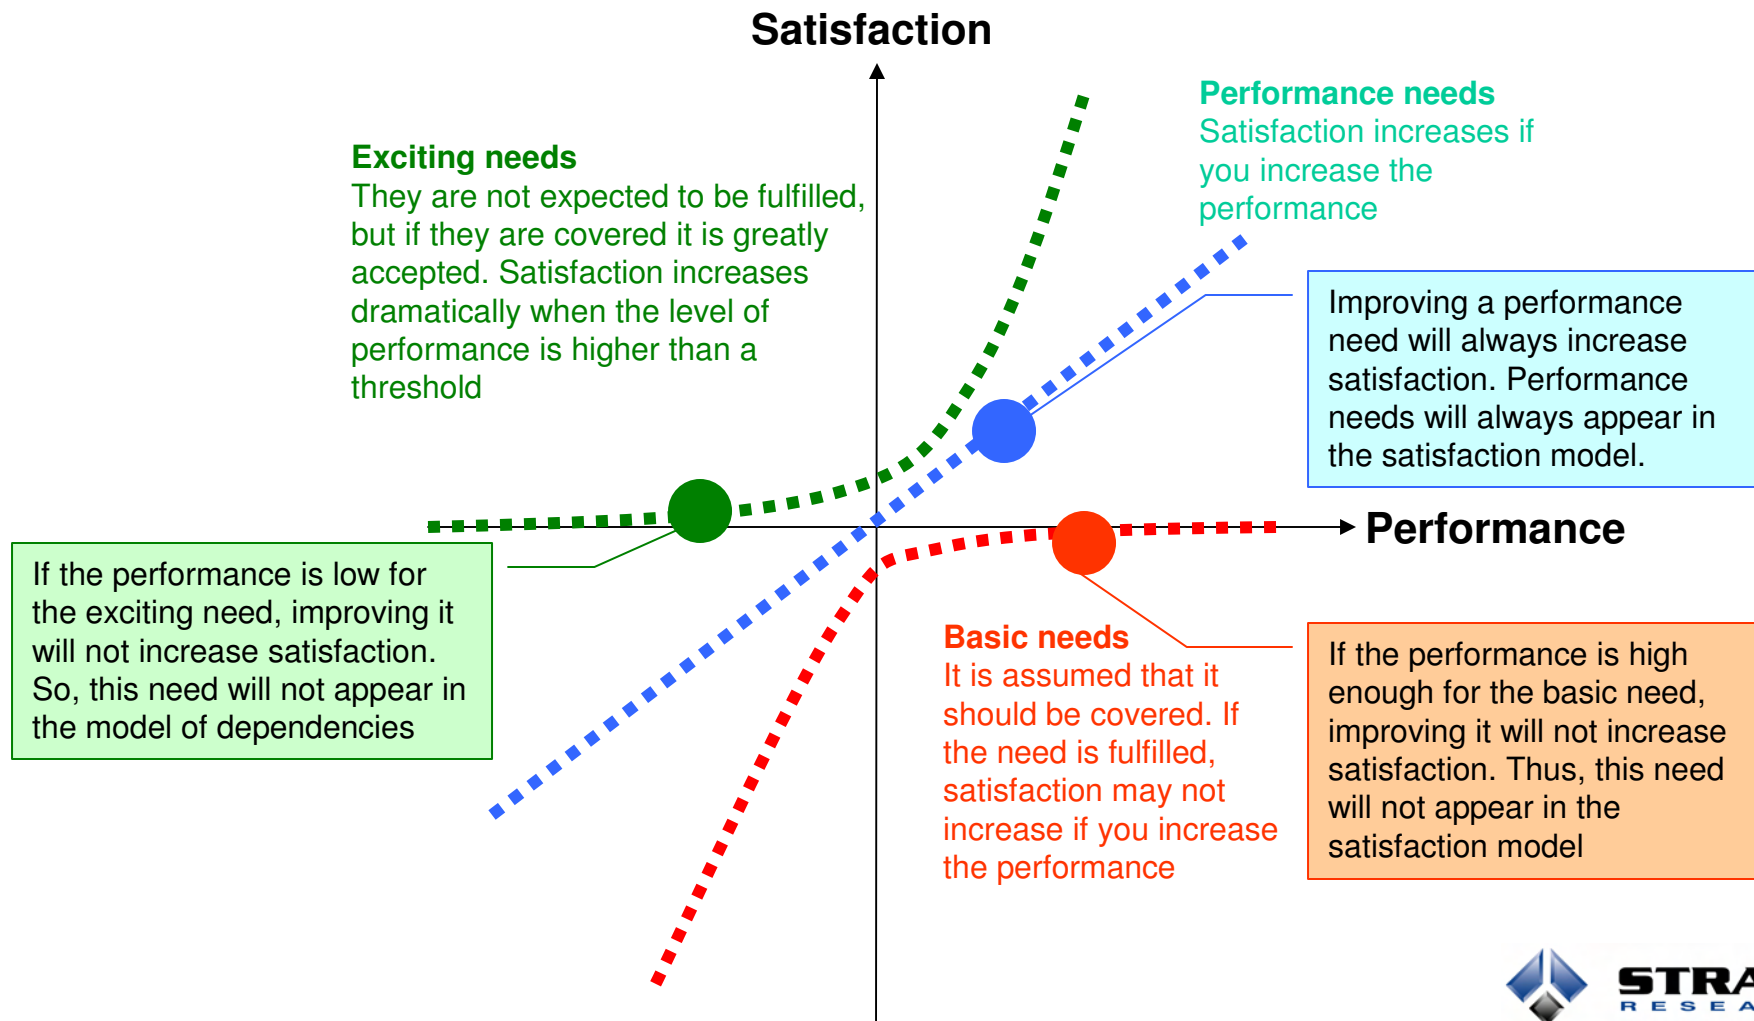 Satisfaction
Performance needs
Satisfaction increases if
you increase the
performance
Exciting needs
They are not expected to be fulfilled,
but if they are covered it is greatly
accepted. Satisfaction increases
dramatically when the level of
performance is higher than a
threshold
Improving a performance
need will always increase
satisfaction. Performance
needs will always appear in
the satisfaction model.
Performance
If the performance is low for
the exciting need, improving it
will not increase satisfaction.
So, this need will not appear in
the model of dependencies
Basic needs
It is assumed that it
should be covered. If
the need is fulfilled,
satisfaction may not
increase if you increase
the performance
If the performance is high
enough for the basic need,
improving it will not increase
satisfaction. Thus, this need
will not appear in the
satisfaction model